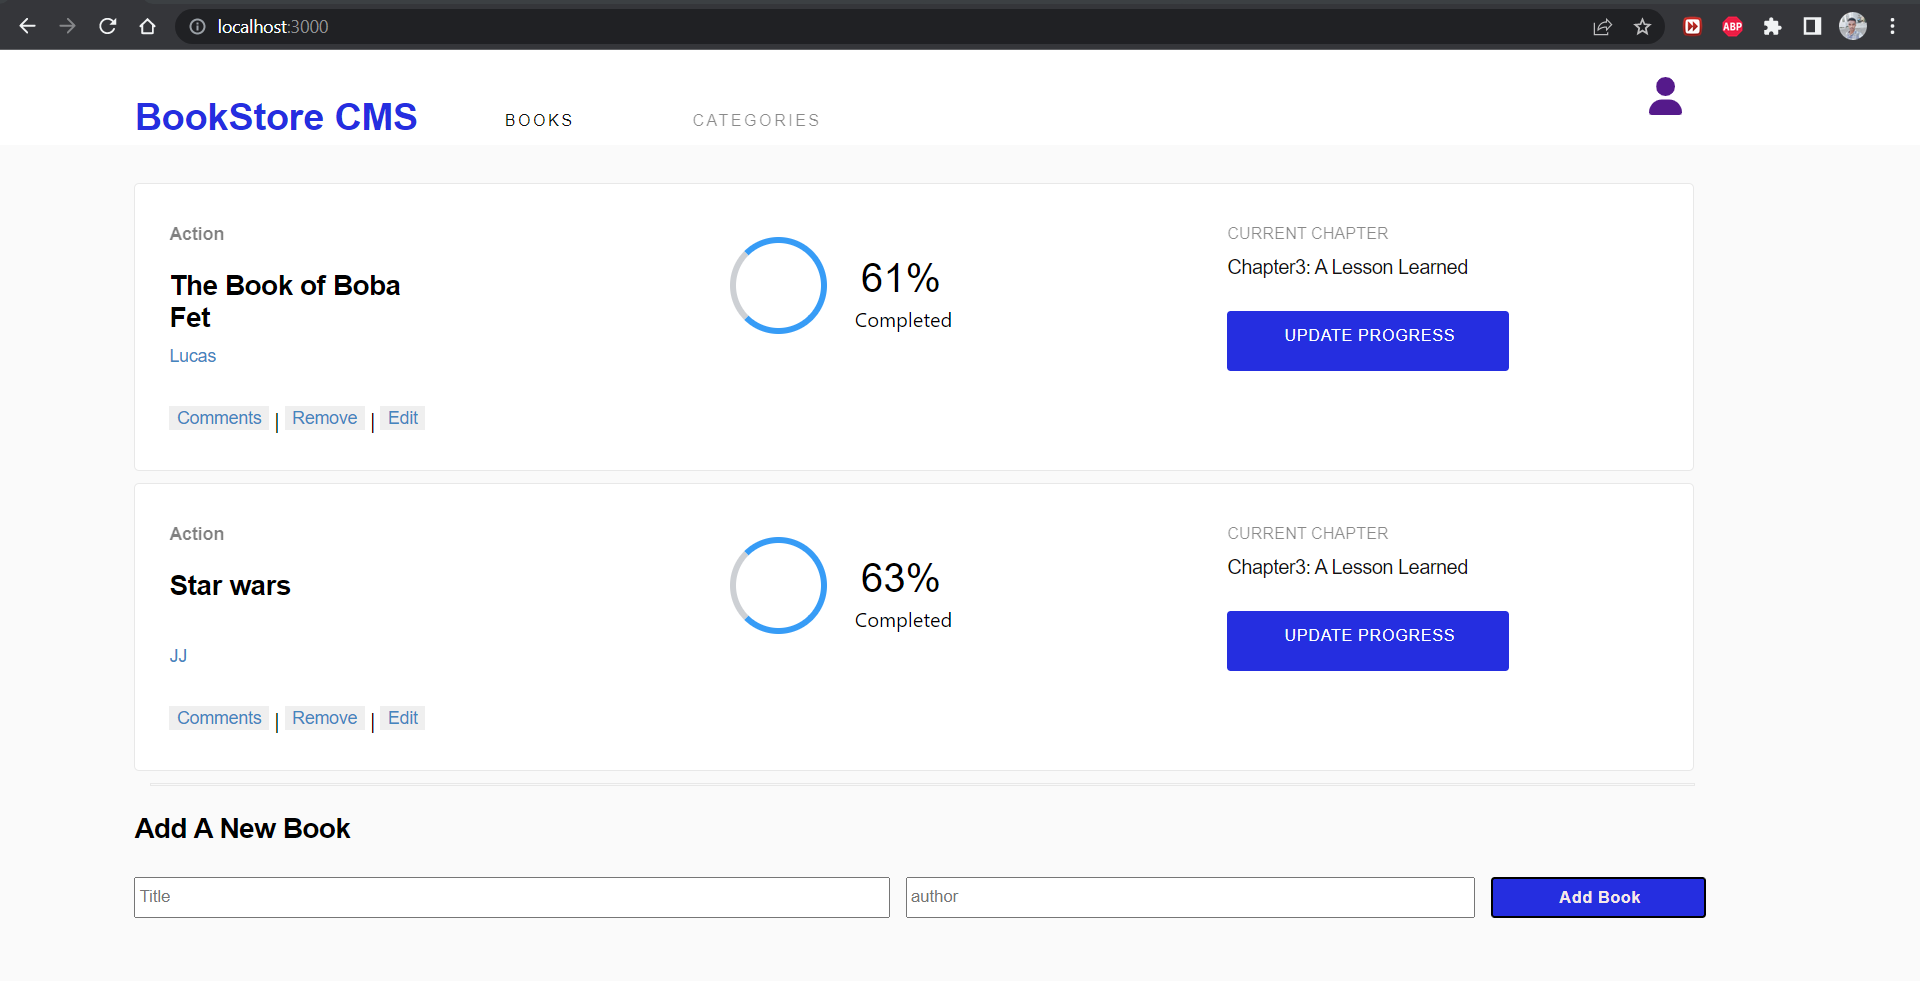 localhost:3000
ABP
BookStore CMS
BOOKS
CATEGORIES
Action
The Book of Boba
Fet
Lucas
Comments | Remove | Edit
61%
Completed
CURRENT CHAPTER
Chapter3: A Lesson Learned
UPDATE PROGRESS
Action
Star wars
JJ
Comments | Remove | Edit
63%
Completed
CURRENT CHAPTER
Chapter3: A Lesson Learned
UPDATE PROGRESS
Add A New Book
Title
author
Add Book